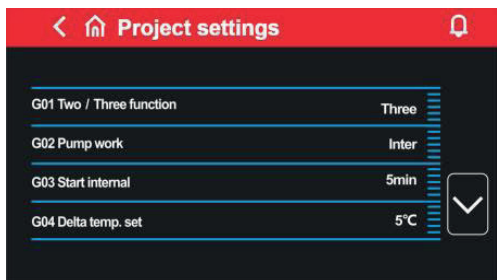 Project settings
G01 Two / Three function Three
G02 Pump work Inter
G03 Start internal 5min
G04 Delta temp. set 5℃